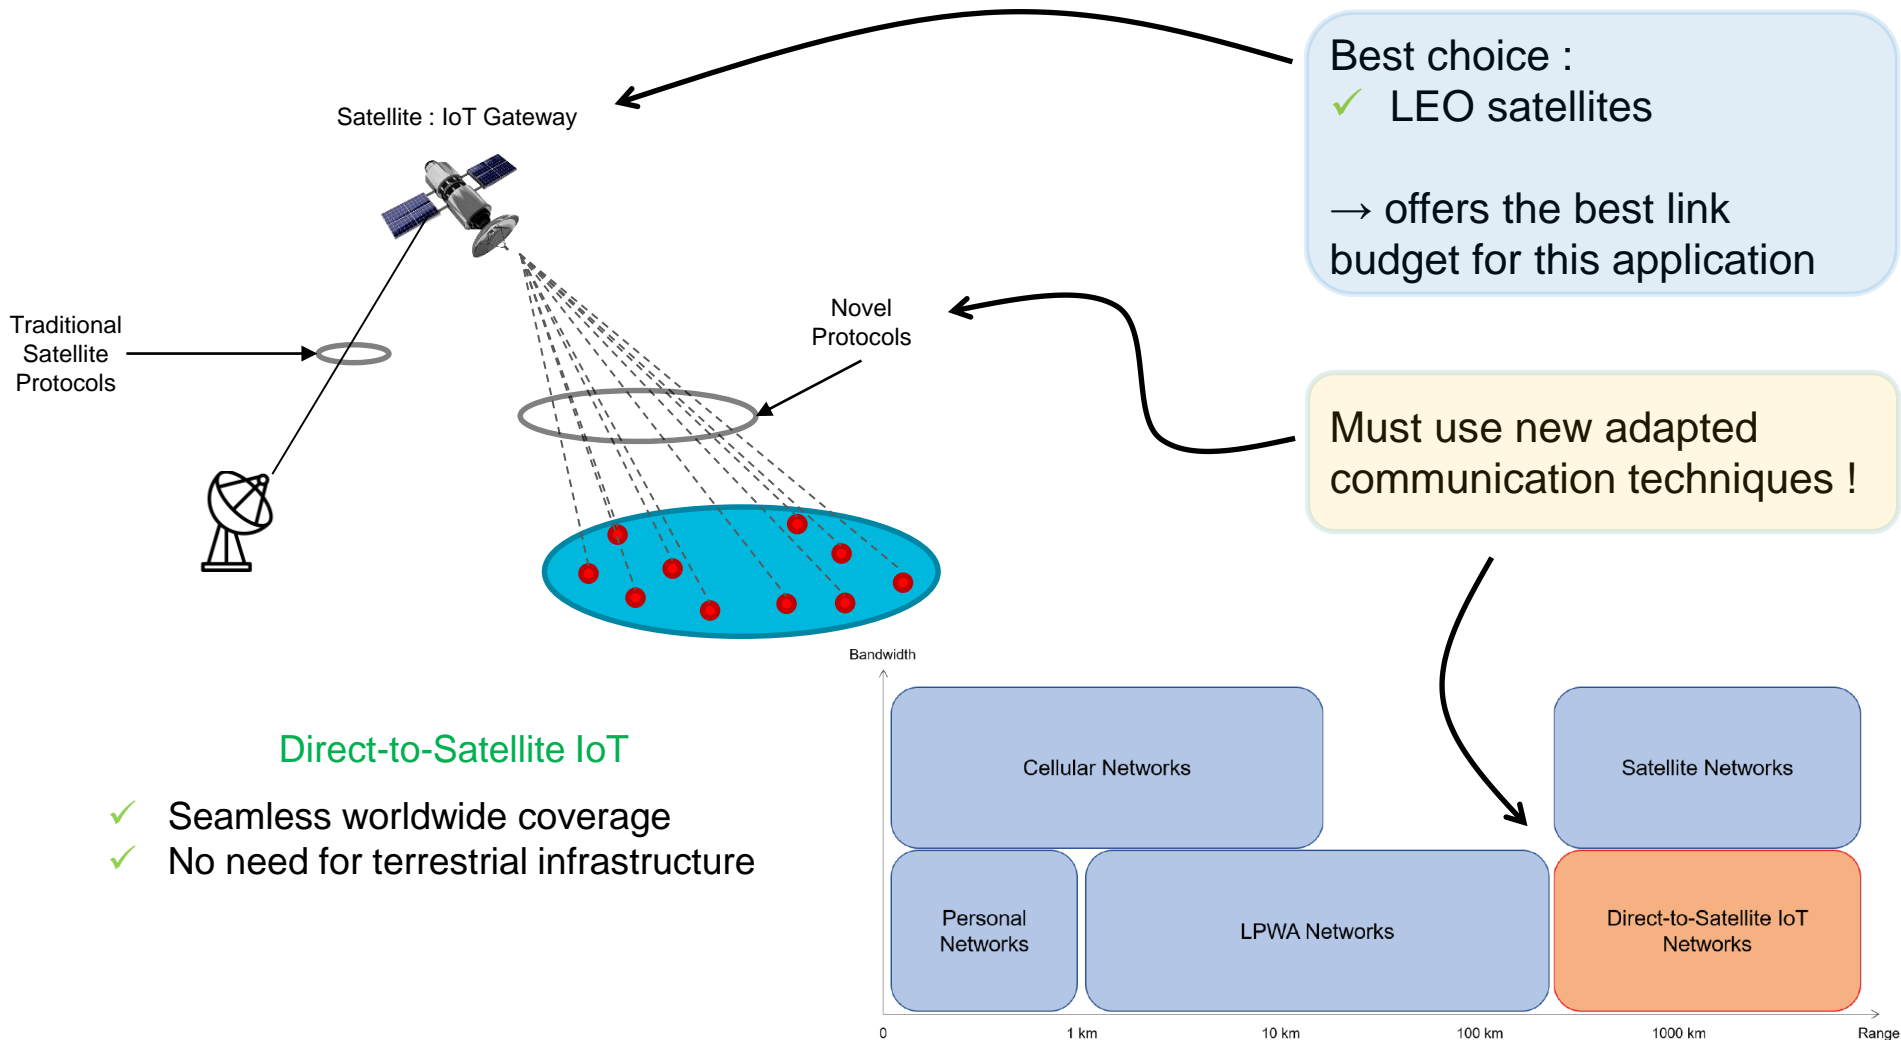 Best choice :
✓ LEO satellites
→ offers the best link
budget for this application
Satellite : IoT Gateway
Traditional
Satellite
Protocols
Novel
Protocols
Must use new adapted
communication techniques !
Direct-to-Satellite IoT
✓ Seamless worldwide coverage
✓ No need for terrestrial infrastructure
Bandwidth
Cellular Networks
Satellite Networks
Personal
Networks
LPWA Networks
Direct-to-Satellite IoT
Networks
0 1 km 10 km 100 km 1000 km Range